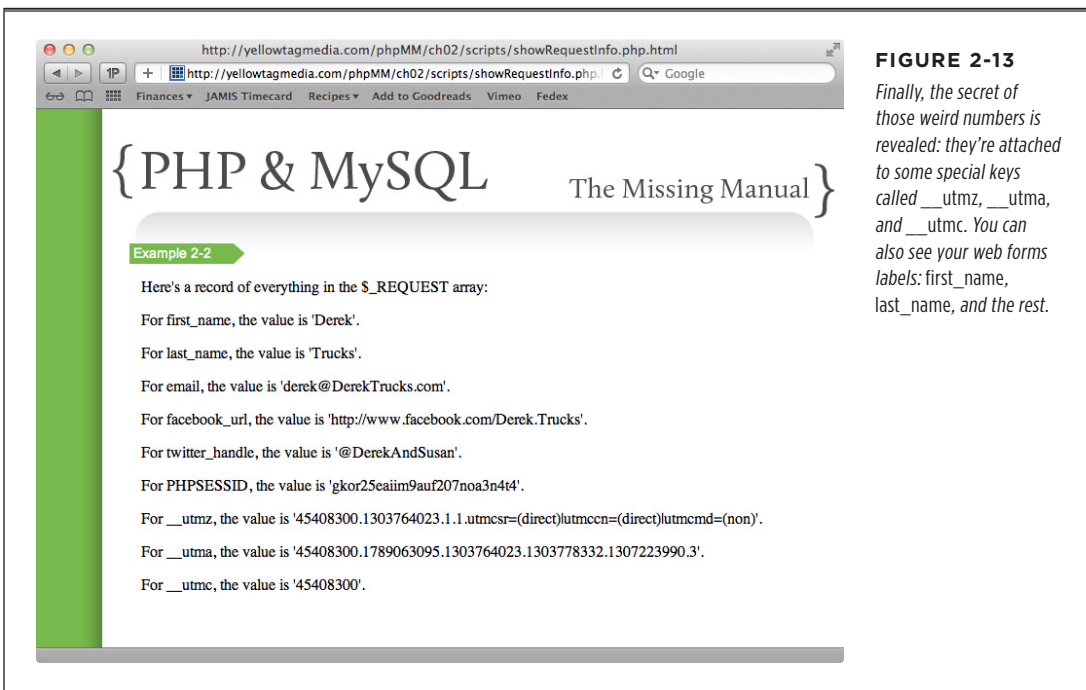 http://yellowtagmedia.com/phpMM/ch02/scripts/showRequestInfo.php.html
1P
+
http://yellowtagmedia.com/phpMM/ch02/scripts/showRequestInfo.php.
Google
Finances JAMIS Timecard Recipes Add to Goodreads Vimeo Fedex
{PHP & MySQL
The Missing Manual}
Example 2-2
Here's a record of everything in the $_REQUEST array:
For first_name, the value is 'Derek'.
For last_name, the value is 'Trucks'.
For email, the value is 'derek@DerekTrucks.com'.
For facebook_url, the value is 'http://www.facebook.com/Derek.Trucks'.
For twitter_handle, the value is '@DerekAndSusan'.
For PHPSESSID, the value is 'gkor25eaiim9auf207noa3n4t4'.
For __utmz, the value is '45408300.1303764023.1.1.utmcsr=(direct)|utmccn=(direct)|utmcmd=(non)'.
For __utma, the value is '45408300.1789063095.1303764023.1303778332.1307223990.3'.
For __utmc, the value is '45408300'.
FIGURE 2-13
Finally, the secret of
those weird numbers is
revealed: they're attached
to some special keys
called __utmz, __utma,
and __utmc. You can
also see your web forms
labels: first_name,
last_name, and the rest.